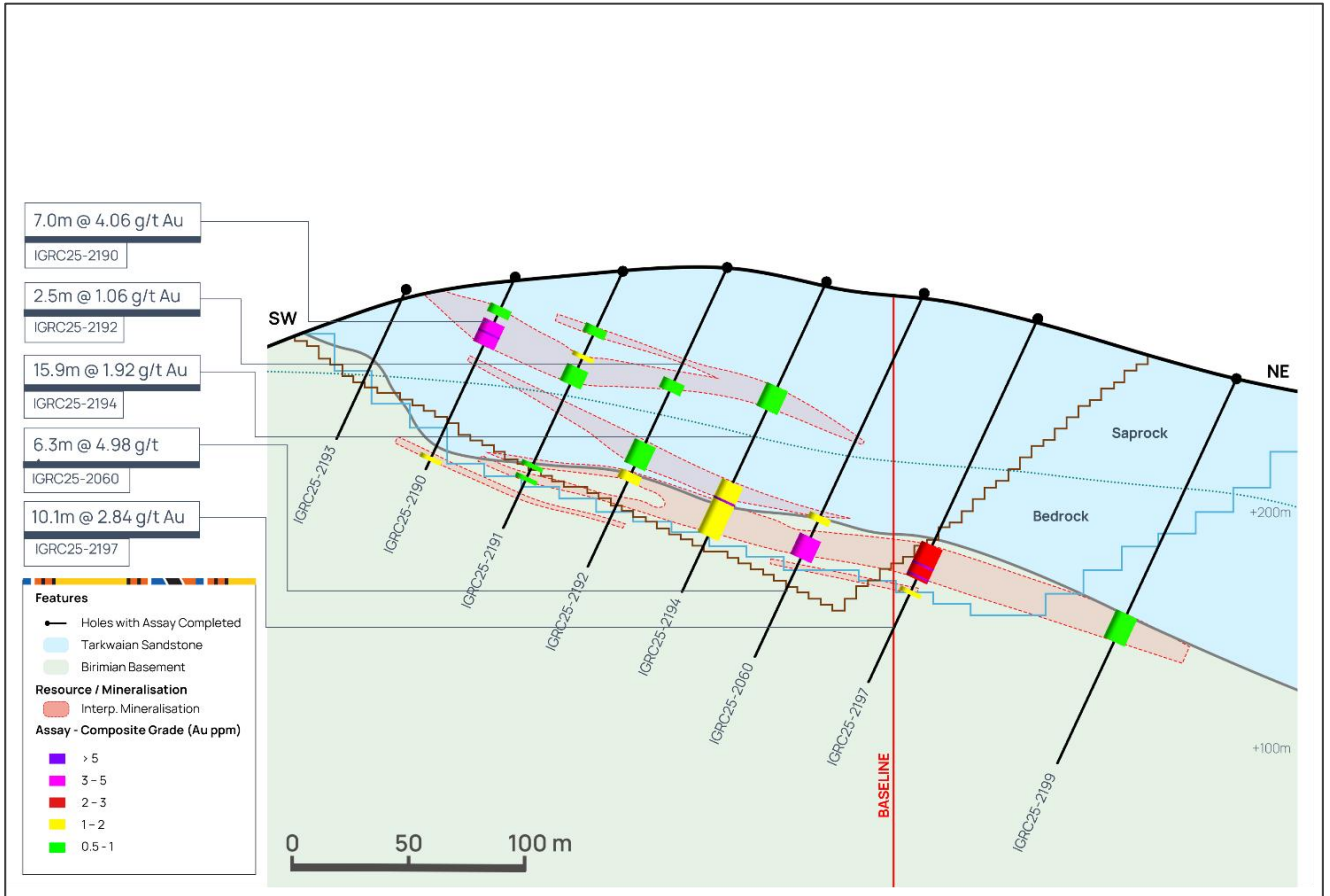 7.0m @ 4.06 g/t Au
IGRC25-2190
2.5m @ 1.06 g/t Au
IGRC25-2192
15.9m @ 1.92 g/t Au
IGRC25-2194
6.3m @ 4.98 g/t
IGRC25-2060
10.1m @ 2.84 g/t Au
IGRC25-2197
Features
Holes with Assay Completed
Tarkwaian Sandstone
Birimian Basement
Resource / Mineralisation
Interp. Mineralisation
Assay - Composite Grade (Au ppm)
> 5
3 - 5
2 - 3
1 - 2
0.5 - 1
SW
NE
Saprock
Bedrock
+200m
+100m
IGRC25-2193
IGRC25-2190
IGRC25-2191
IGRC25-2192
IGRC25-2194
IGRC25-2060
IGRC25-2197
IGRC25-2199
BASELINE
0 50 100 m